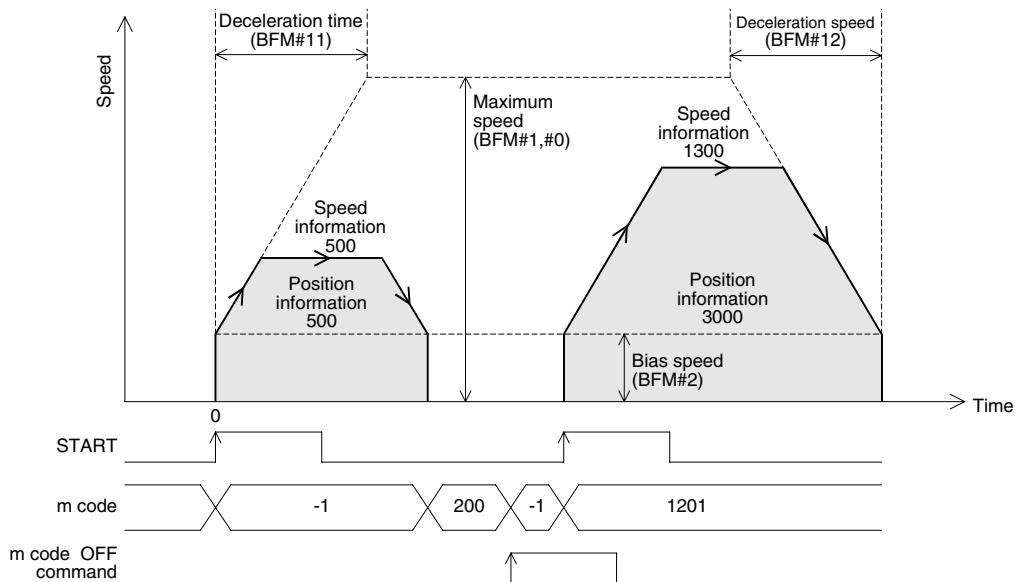 Deceleration time
(BFM#11)
Deceleration speed
(BFM#12)
Speed
Maximum
speed
(BFM#1,#0)
Speed
information
1300
Speed
information
500
Position
information
500
Position
information
3000
Bias speed
(BFM#2)
0
Time
START
m code
-1
200
-1
1201
m code OFF
command